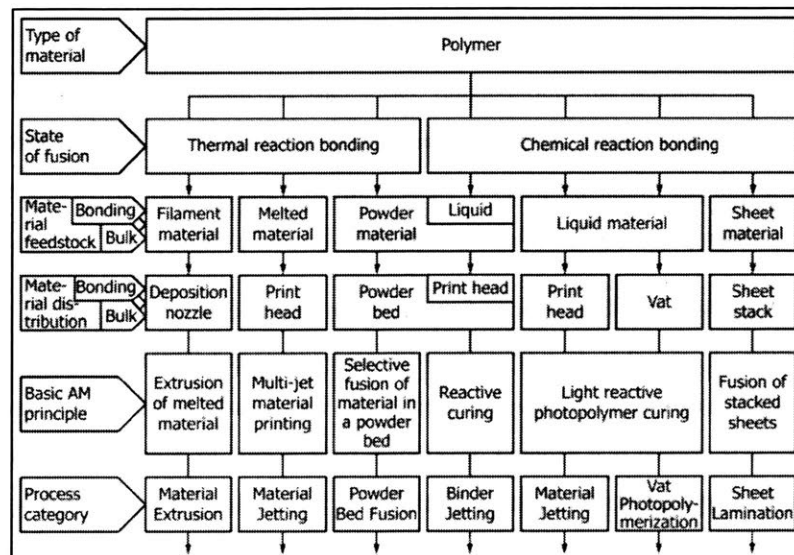 Type of
material
Polymer
State
of fusion
Thermal reaction bonding
Chemical reaction bonding
Mate-
rial
feedstock
Bonding
Bulk
Filament
material
Melted
material
Powder
material
Liquid
Liquid material
Sheet
material
Material dis-
tribution
Bonding
Bulk
Deposition
nozzle
Print
head
Powder
bed
Print head
Print
head
Vat
Sheet
stack
Basic AM
principle
Extrusion
of melted
material
Multi-jet
material
printing
Selective
fusion of
material in
a powder
bed
Reactive
curing
Light reactive
photopolymer curing
Fusion of
stacked
sheets
Process
category
Material
Extrusion
Material
Jetting
Powder
Bed Fusion
Binder
Jetting
Material
Jetting
Vat
Photopoly-
merization
Sheet
Lamination